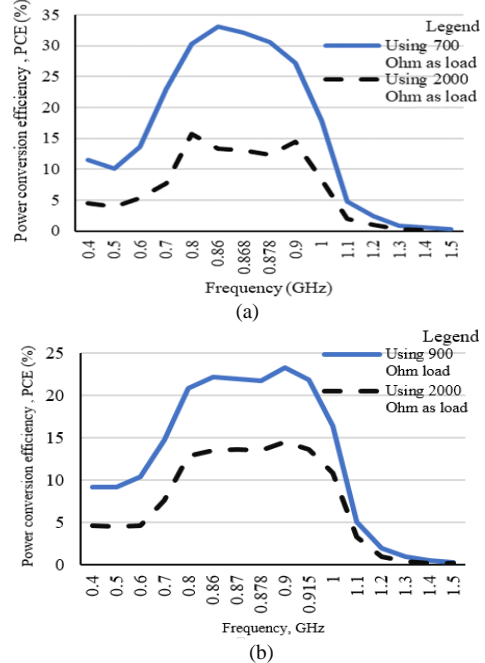 Power conversion efficiency , PCE (%)
35
30
25
20
15
10
5
0
Legend
Using 700
Ohm as load
Using 2000
Ohm as load
0.4
0.5
0.6
0.7
0.8
0.86
0.868
0.878
0.9
1
1.1
1.2
1.3
1.4
1.5
Frequency (GHz)
(a)
Power conversion efficiency , PCE (%)
25
20
15
10
5
0
Legend
Using 900
Ohm load
Using 2000
Ohm as load
0.4
0.5
0.6
0.7
0.8
0.86
0.87
0.878
0.9
0.915
1
1.1
1.2
1.3
1.4
1.5
Frequency, GHz
(b)